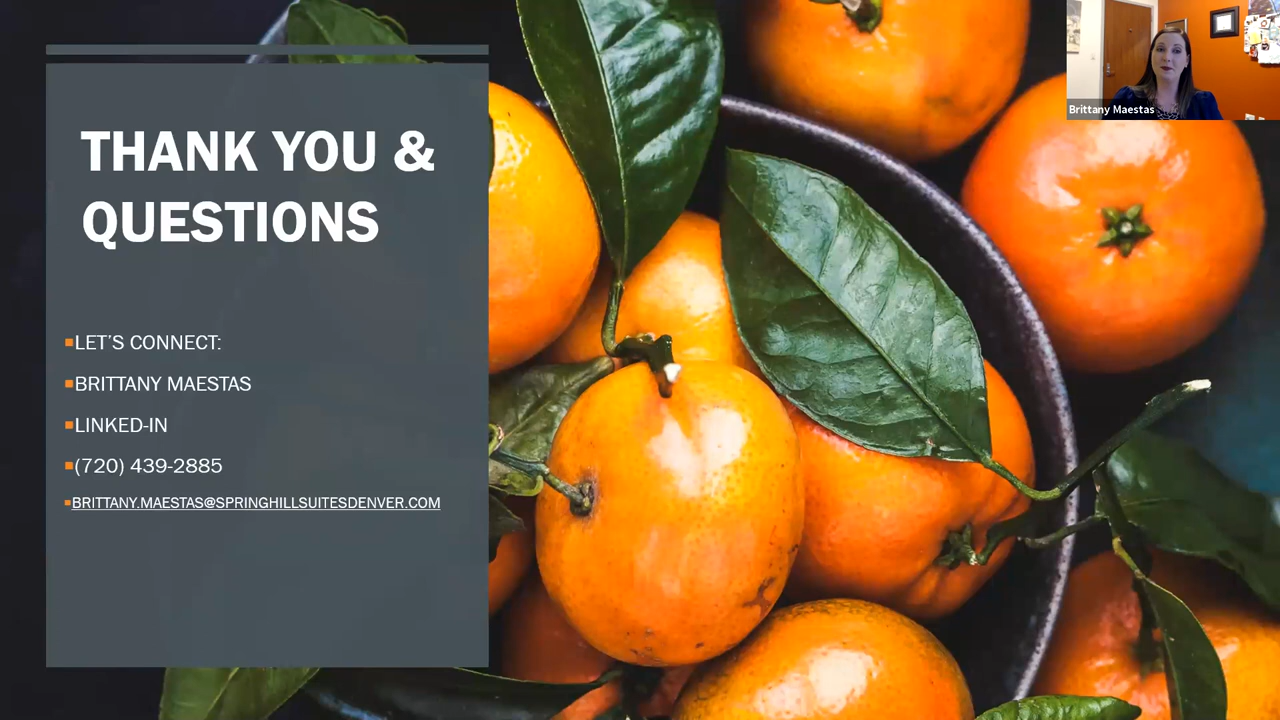 THANK YOU &
QUESTIONS
LET'S CONNECT:
BRITTANY MAESTAS
LINKED-IN
(720) 439-2885
BRITTANY.MAESTAS@SPRINGHILLSUITESDENVER.COM
Brittany Maestas